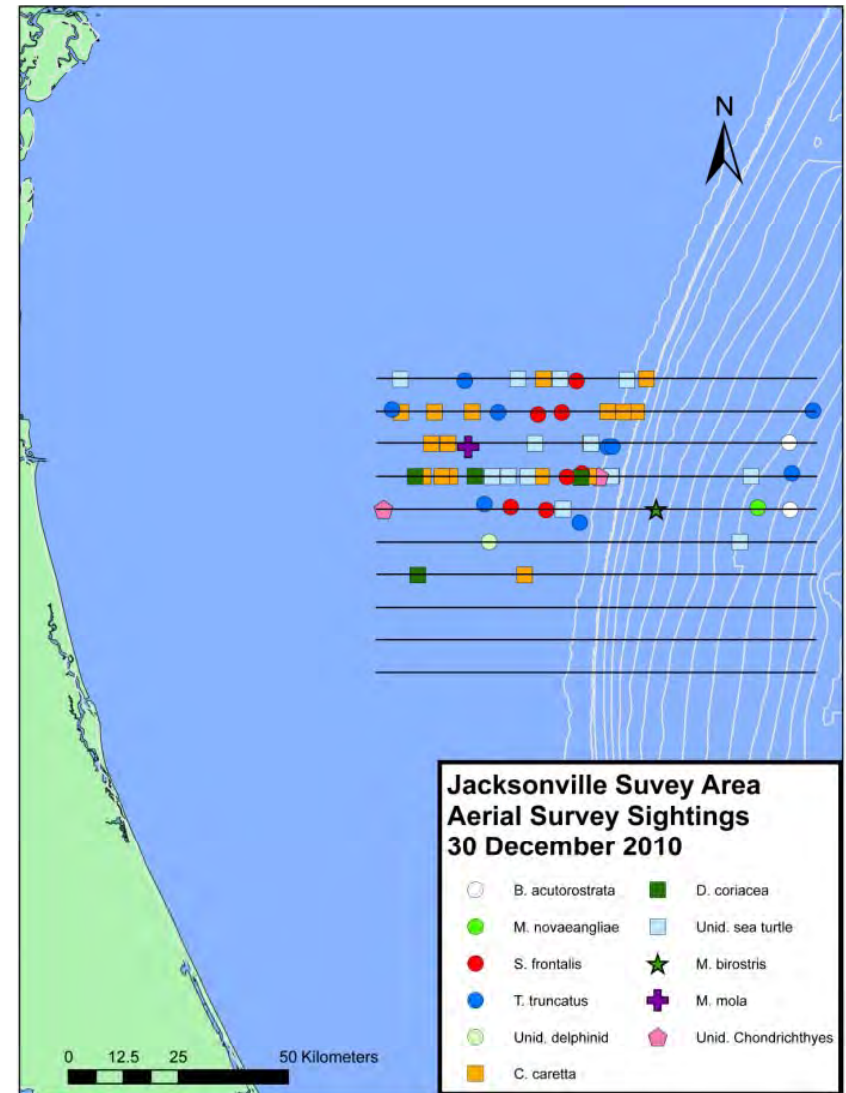 N
Jacksonville Suvey Area
Aerial Survey Sightings
30 December 2010
B. acutorostrata
D. coriacea
M. novaeangliae
Unid. sea turtle
S. frontalis
M. birostris
T. truncatus
M. mola
Unid. delphinid
Unid. Chondrichthyes
C. caretta
0 12.5 25 50 Kilometers